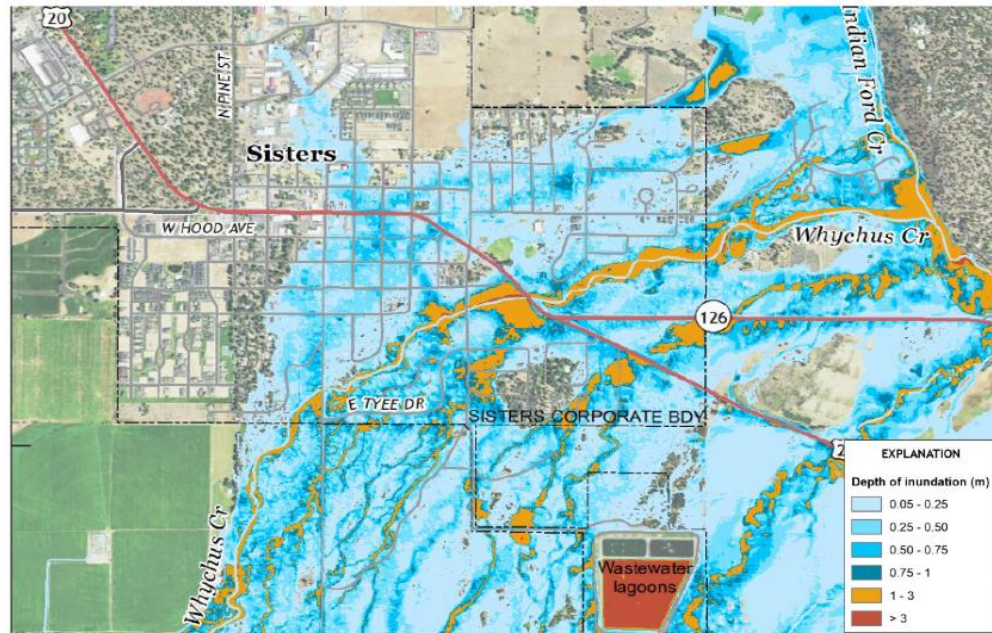 20
N PINE ST
Indian Ford Cr
Sisters
W HOOD AVE
Whychus Cr
126
E TYEE DR
SISTERS CORPORATE BDY
2
Whychus Cr
Wastewater
lagoons
EXPLANATION
Depth of inundation (m)
0.05 - 0.25
0.25 - 0.50
0.50 - 0.75
0.75 - 1
1 - 3
> 3